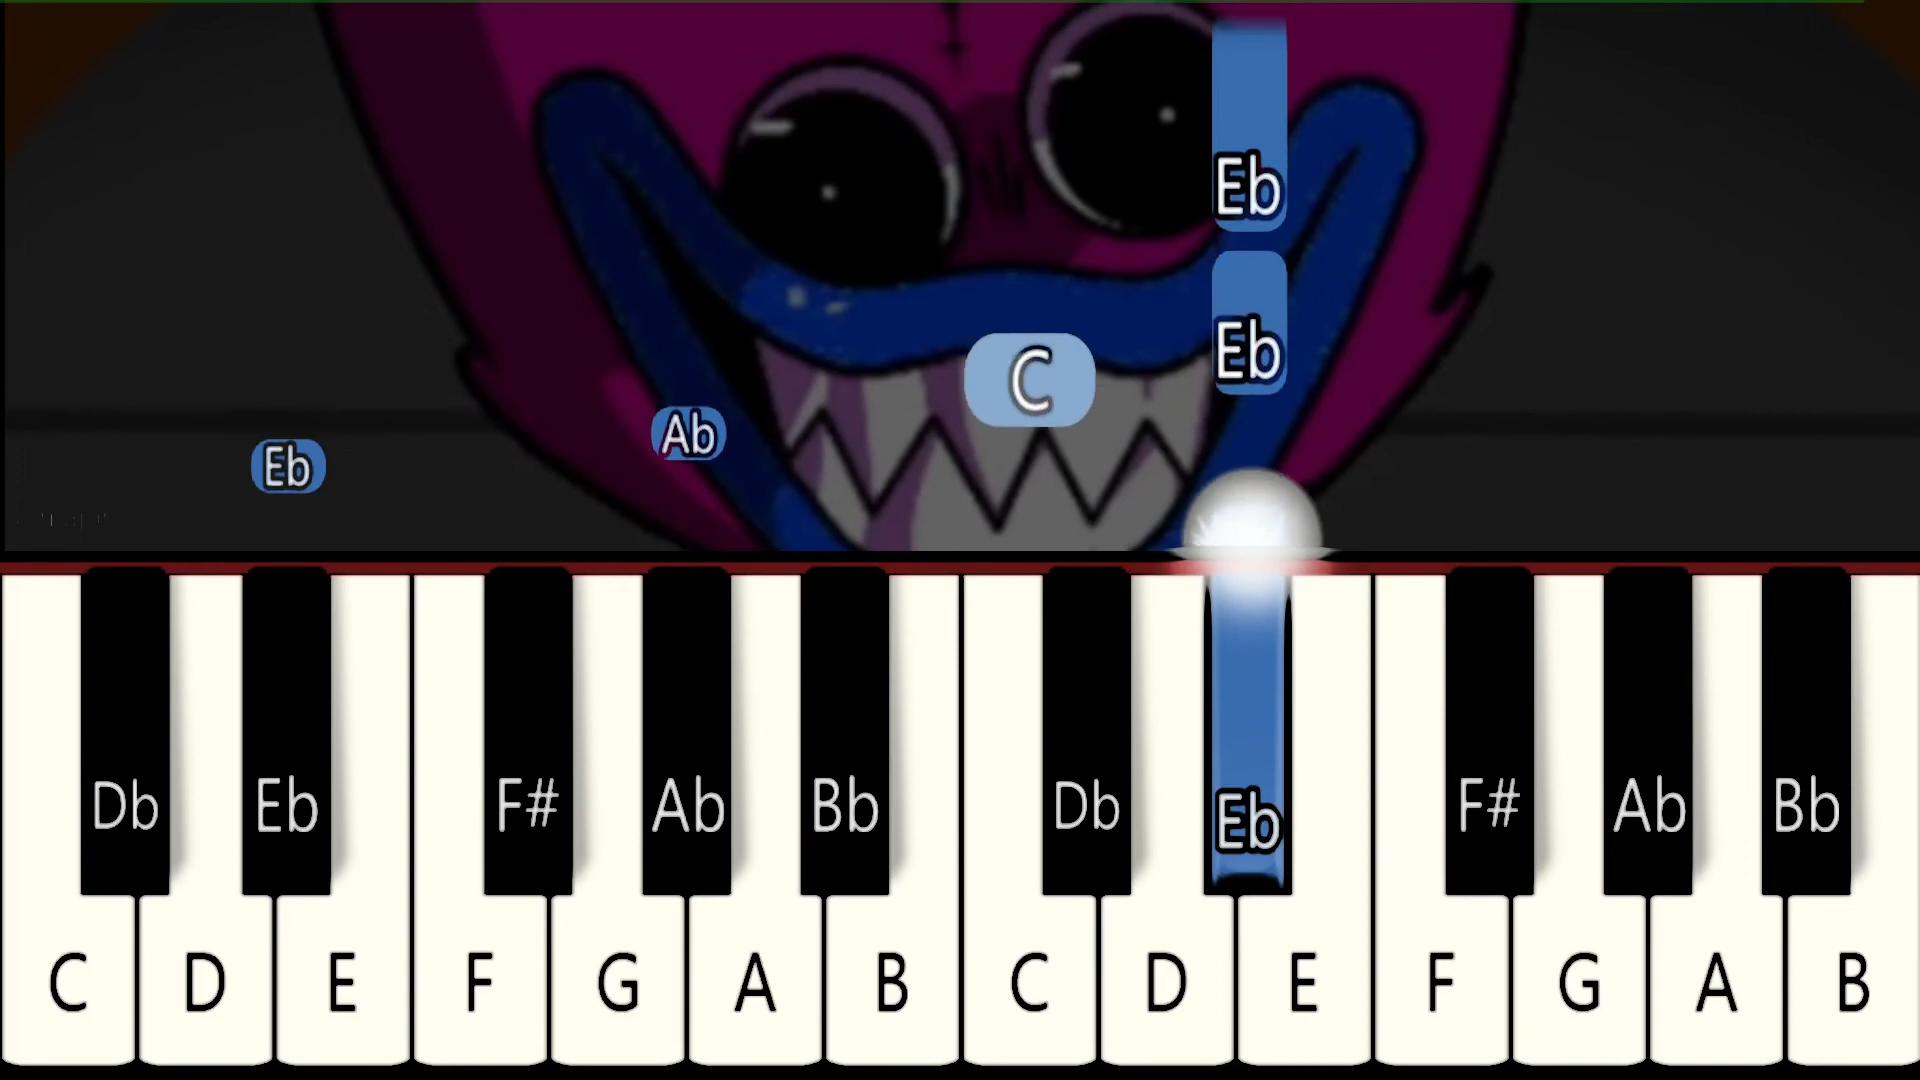 Eb
Eb
C
Ab
Eb
Db Eb F# Ab Bb Db Eb F# Ab Bb
C D E F G A B C D E F G A B